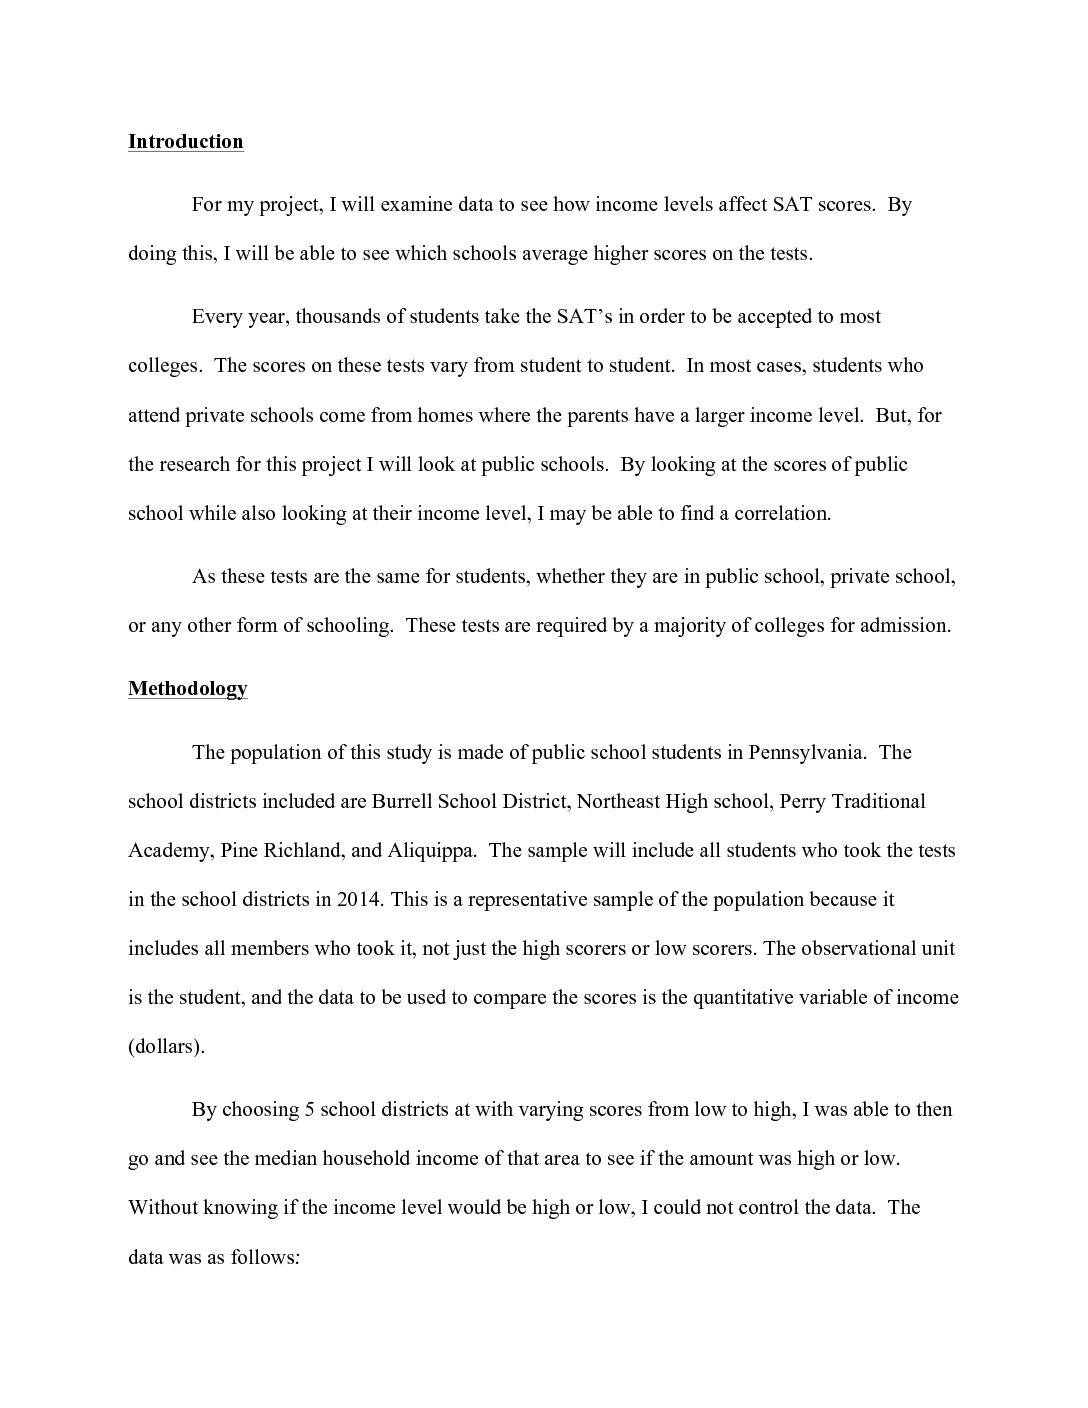 Introduction
For my project, I will examine data to see how income levels affect SAT scores.  By
doing this, I will be able to see which schools average higher scores on the tests.
Every year, thousands of students take the SAT’s in order to be accepted to most
colleges.  The scores on these tests vary from student to student.  In most cases, students who
attend private schools come from homes where the parents have a larger income level.  But, for
the research for this project I will look at public schools.  By looking at the scores of public
school while also looking at their income level, I may be able to find a correlation.
As these tests are the same for students, whether they are in public school, private school,
or any other form of schooling.  These tests are required by a majority of colleges for admission.
Methodology
The population of this study is made of public school students in Pennsylvania.  The
school districts included are Burrell School District, Northeast High school, Perry Traditional
Academy, Pine Richland, and Aliquippa.  The sample will include all students who took the tests
in the school districts in 2014. This is a representative sample of the population because it
includes all members who took it, not just the high scorers or low scorers. The observational unit
is the student, and the data to be used to compare the scores is the quantitative variable of income
(dollars).
By choosing 5 school districts at with varying scores from low to high, I was able to then
go and see the median household income of that area to see if the amount was high or low.
Without knowing if the income level would be high or low, I could not control the data.  The
data was as follows: